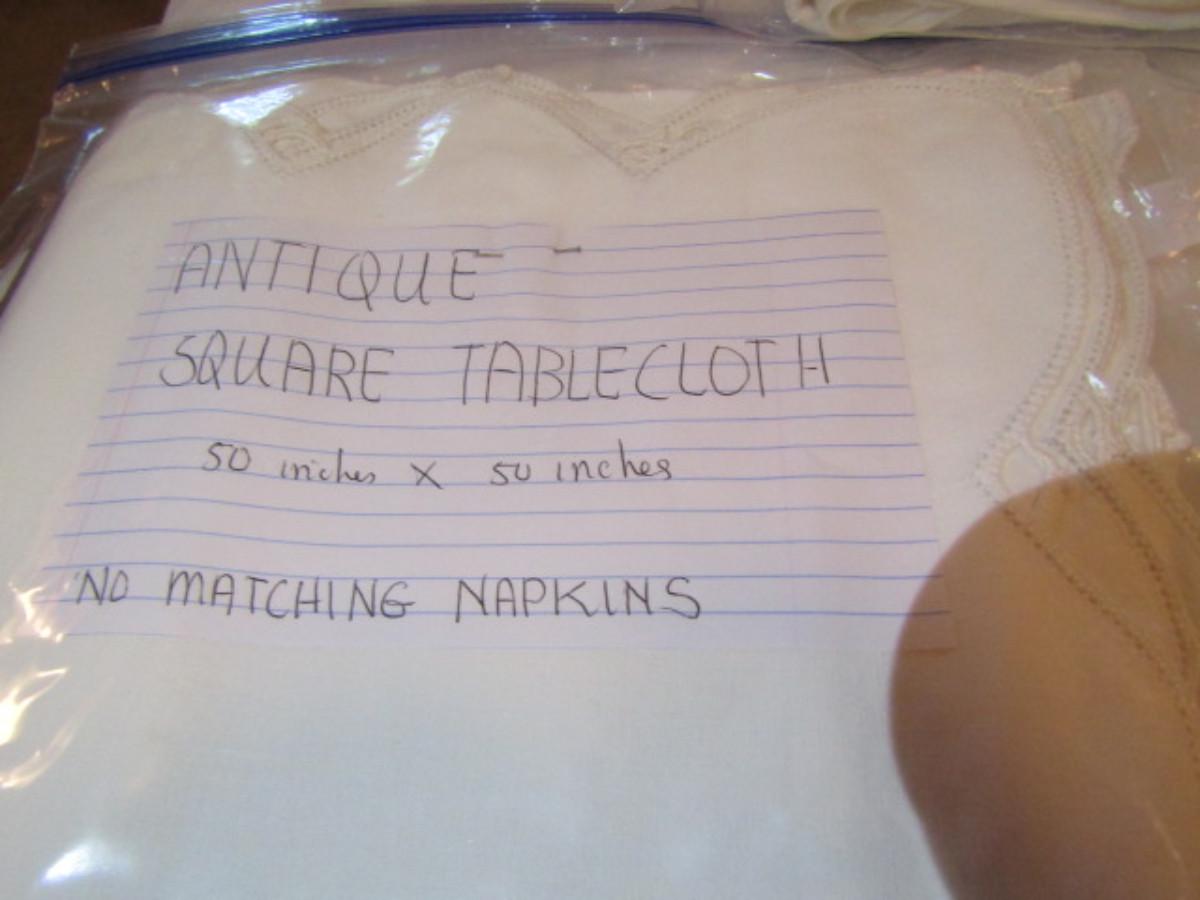 ANTIQUE -
SQUARE TABLECLOTH
50 inches X 50 inches
NO MATCHING NAPKINS